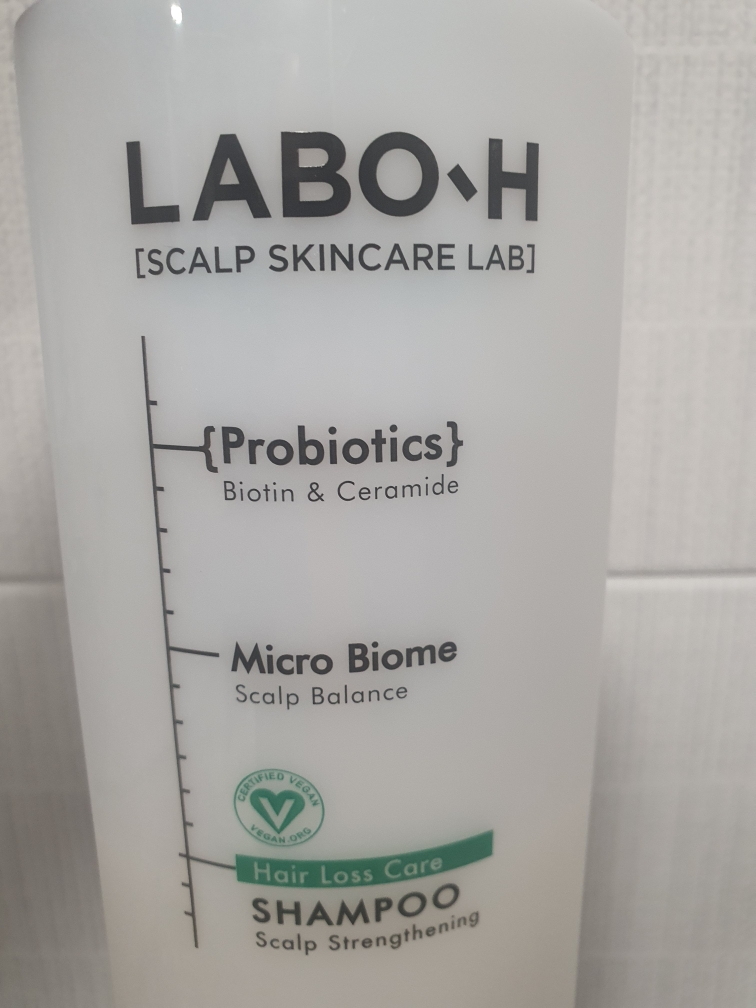 LABO◆H
[SCALP SKINCARE LAB]
{Probiotics}
Biotin & Ceramide
Micro Biome
Scalp Balance
CERTIFIED VEGAN
V
VEGAN.ORG
Hair Loss Care
SHAMPOO
Scalp Strengthening